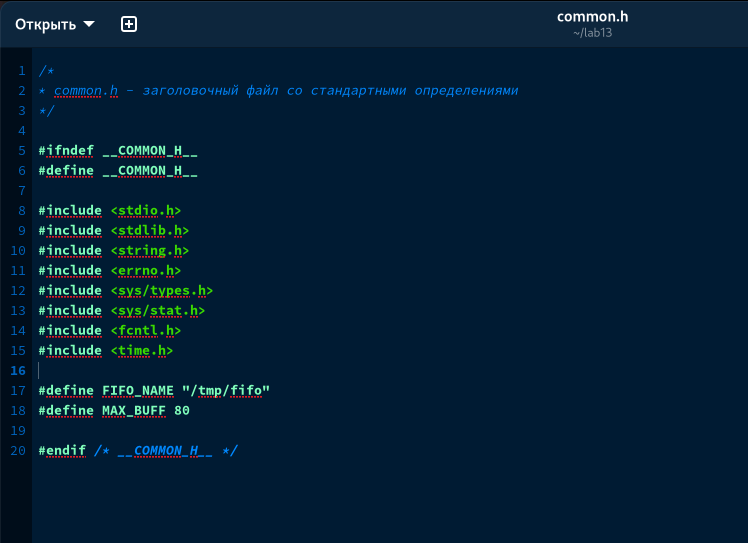 Открыть
common.h
~/lab13
1 /*
2 * common.h - заголовочный файл со стандартными определениями
3 */
4
5 #ifndef __COMMON_H__
6 #define __COMMON_H__
7
8 #include <stdio.h>
9 #include <stdlib.h>
10 #include <string.h>
11 #include <errno.h>
12 #include <sys/types.h>
13 #include <sys/stat.h>
14 #include <fcntl.h>
15 #include <time.h>
16
17 #define FIFO_NAME "/tmp/fifo"
18 #define MAX_BUFF 80
19
20 #endif /* __COMMON_H__ */